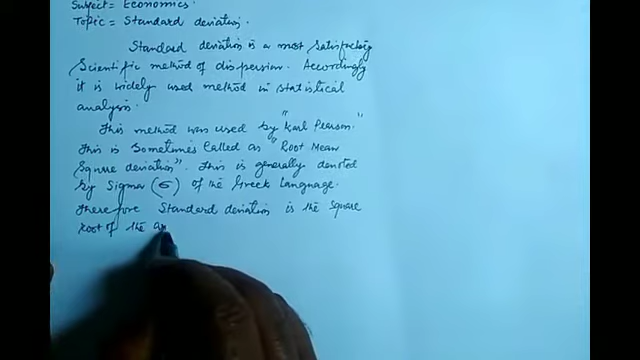 Subject = Economics.
Topic = Standard deviation.
Standard deviation is a most satisfactory
Scientific method of dispersion. Accordingly
it is widely used method in statistical
analysis.
This method was used by "Karl Pearson."
This is Sometimes Called as "Root Mean
Square deviation". This is generally denoted
by Sigma (σ) of the Greek Language.
Therefore Standard deviation is the square
root of the